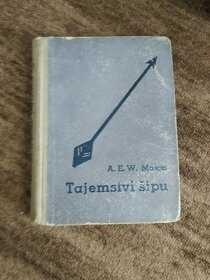 A. E. W. Mason
Tajemství šípu